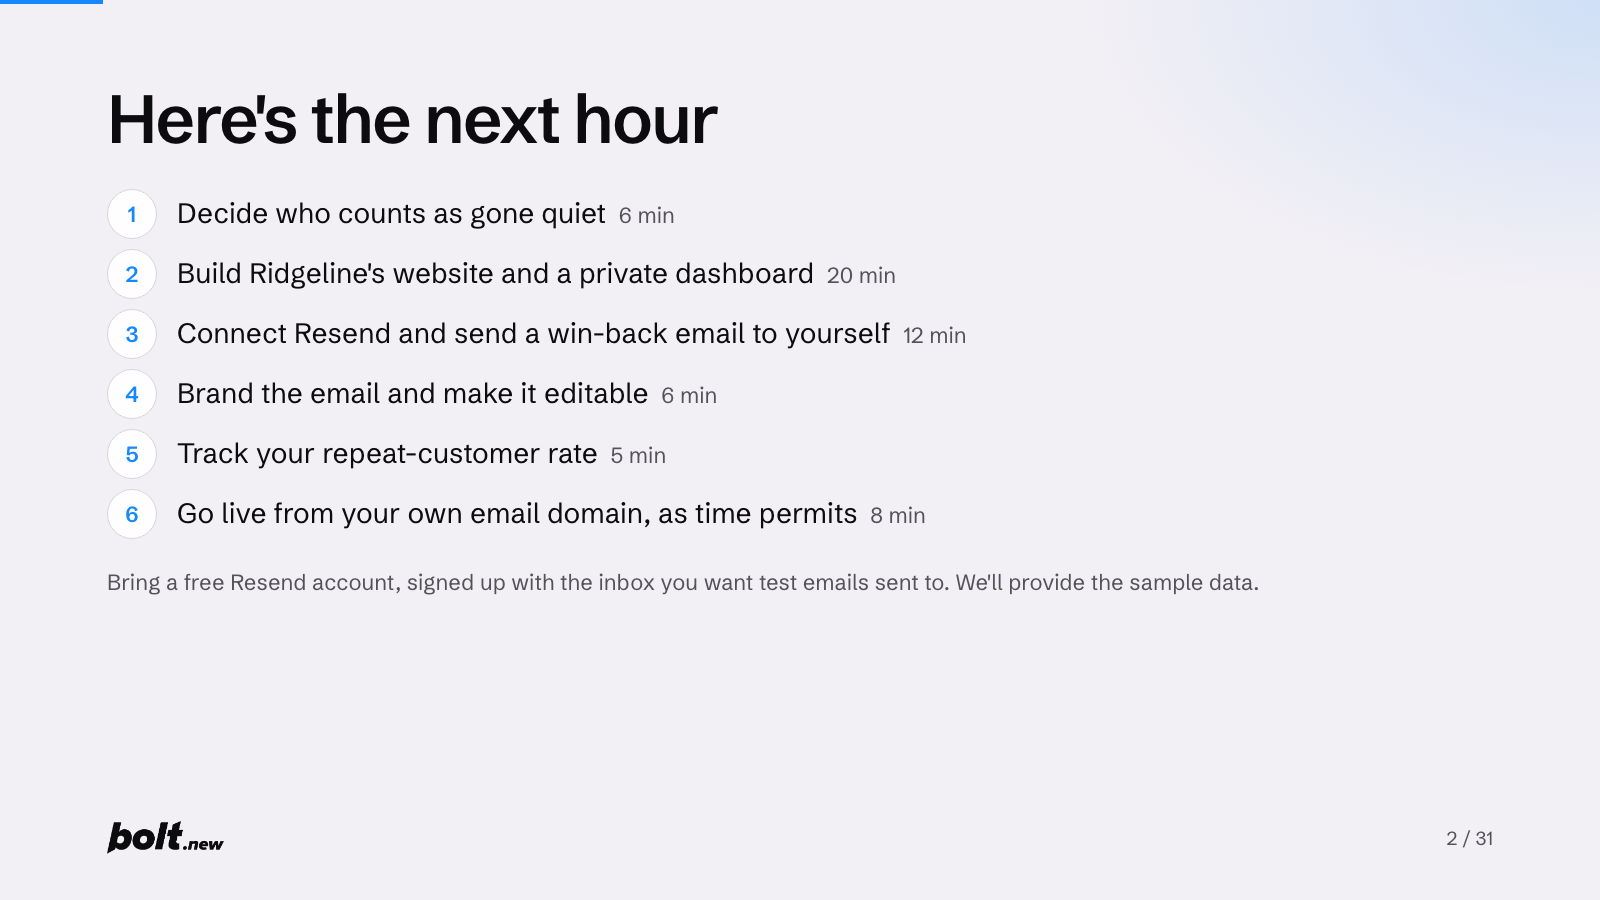 Here's the next hour
1 Decide who counts as gone quiet 6 min
2 Build Ridgeline's website and a private dashboard 20 min
3 Connect Resend and send a win-back email to yourself 12 min
4 Brand the email and make it editable 6 min
5 Track your repeat-customer rate 5 min
6 Go live from your own email domain, as time permits 8 min
Bring a free Resend account, signed up with the inbox you want test emails sent to. We'll provide the sample data.
bolt.new
2 / 31